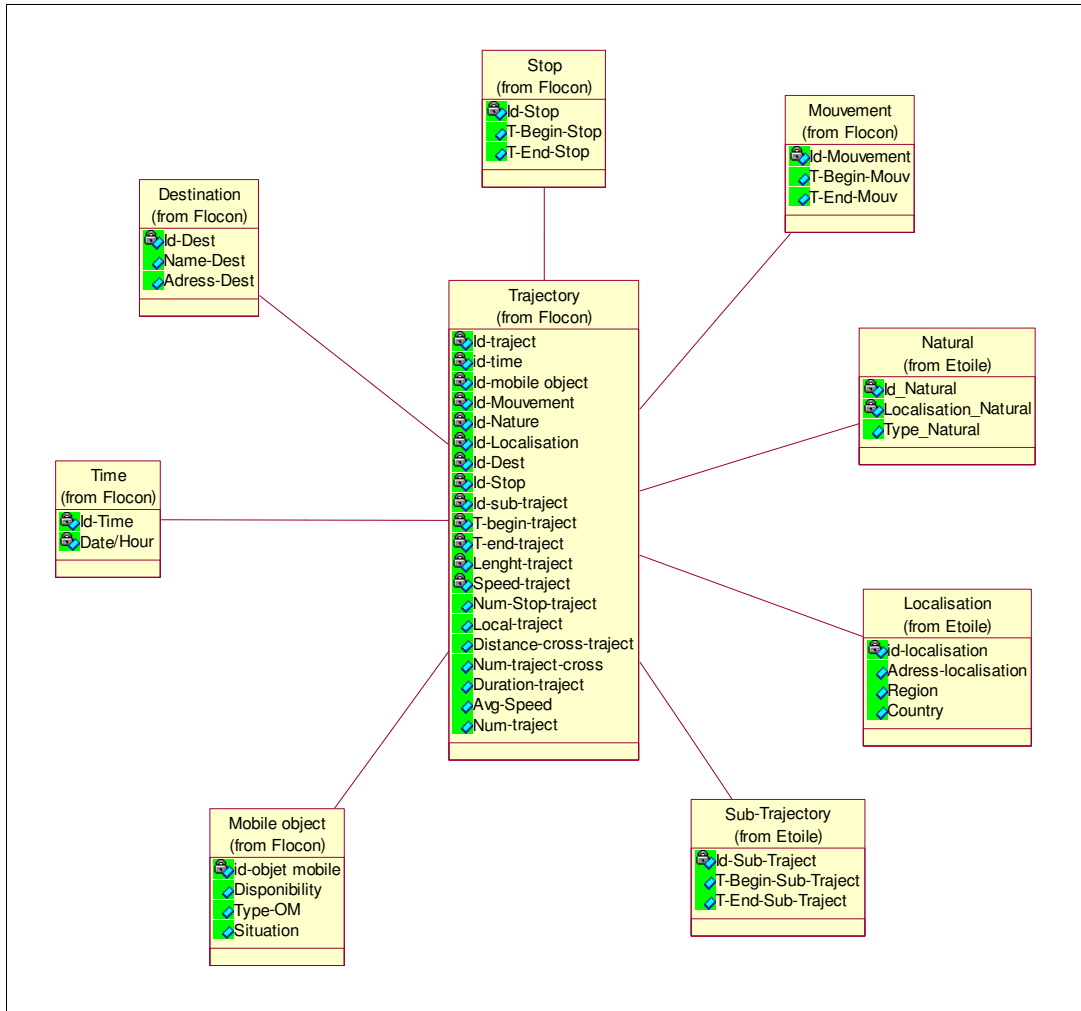 Stop
(from Flocon)
Id-Stop
T-Begin-Stop
T-End-Stop
Mouvement
(from Flocon)
Id-Mouvement
T-Begin-Mouv
T-End-Mouv
Destination
(from Flocon)
Id-Dest
Name-Dest
Adress-Dest
Trajectory
(from Flocon)
Id-traject
id-time
Id-mobile object
Id-Mouvement
Id-Nature
Id-Localisation
Id-Dest
Id-Stop
Id-sub-traject
T-begin-traject
T-end-traject
Lenght-traject
Speed-traject
Num-Stop-traject
Local-traject
Distance-cross-traject
Num-traject-cross
Duration-traject
Avg-Speed
Num-traject
Natural
(from Etoile)
Id_Natural
Localisation_Natural
Type_Natural
Time
(from Flocon)
Id-Time
Date/Hour
Localisation
(from Etoile)
id-localisation
Adress-localisation
Region
Country
Mobile object
(from Flocon)
id-objet mobile
Disponibility
Type-OM
Situation
Sub-Trajectory
(from Etoile)
Id-Sub-Traject
T-Begin-Sub-Traject
T-End-Sub-Traject